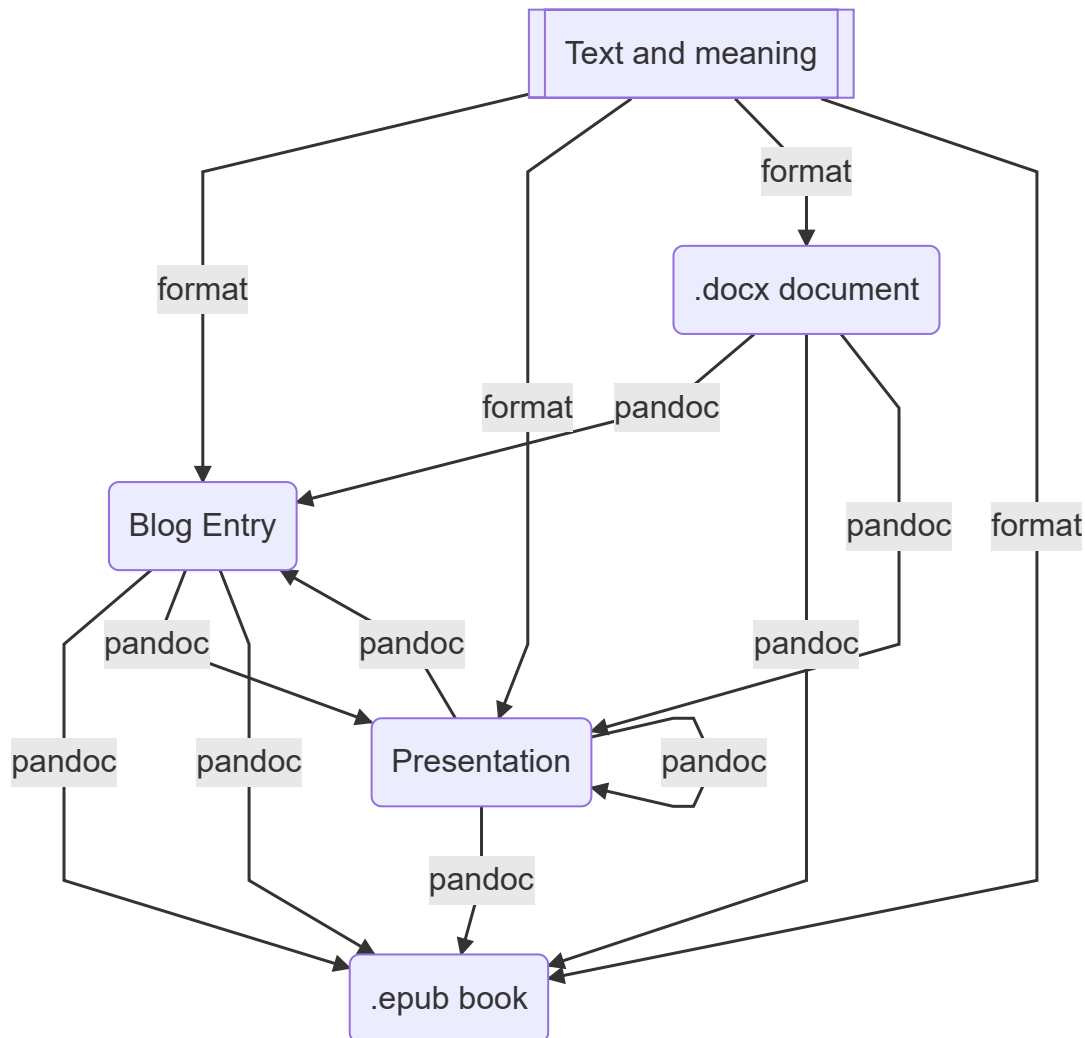 Text and meaning
format
format
.docx document
format
pandoc
Blog Entry
pandoc
format
pandoc
pandoc
pandoc
pandoc
pandoc
Presentation
pandoc
pandoc
.epub book